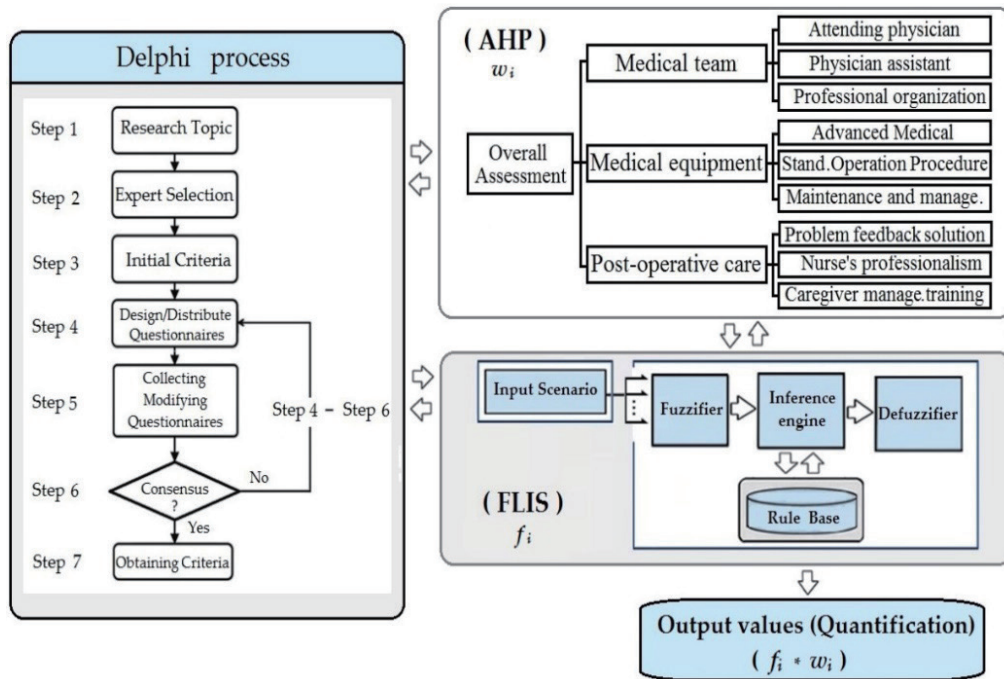 Delphi process
Step 1
Research Topic
Step 2
Expert Selection
Step 3
Initial Criteria
Step 4
Design/Distribute
Questionnaires
Step 5
Collecting
Modifying
Questionnaires
Step 4 - Step 6
Step 6
Consensus
?
No
Yes
Step 7
Obtaining Criteria
( AHP )
w_i
Overall
Assessment
Medical team
Attending physician
Physician assistant
Professional organization
Medical equipment
Advanced Medical
Stand.Operation Procedure
Maintenance and manage.
Post-operative care
Problem feedback solution
Nurse's professionalism
Caregiver manage.training
Input Scenario
Fuzzifier
Inference
engine
Defuzzifier
Rule Base
( FLIS )
f_i
Output values (Quantification)
( f_i * w_i )